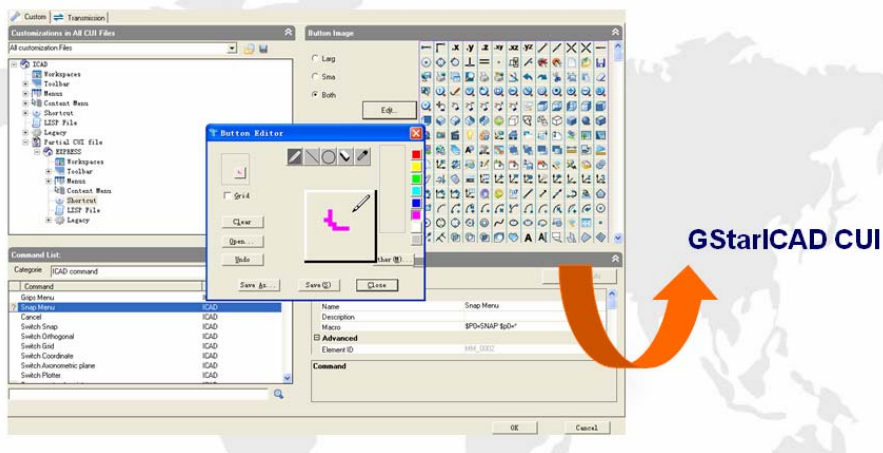 Custom
Transmission
Customizations in All CUI Files
All customization Files
ICAD
Workspaces
Toolbar
Menus
Content Menu
Shortcut
LISP File
Legacy
Partial CUI file
EXPRESS
Workspaces
Toolbar
Menus
Content Menu
Shortcut
LISP File
Legacy
Button Image
Larg
Sma
Both
Edit..
Button Editor
Grid
Clear
Open...
Undo
Save As...
Save(S)
Close
Command List:
Categorie
ICAD command
Command
Grips Menu
Snap Menu ICAD
Cancel ICAD
Switch Snap ICAD
Switch Orthogonal ICAD
Switch Grid ICAD
Switch Coordinate ICAD
Switch Axonometric plane ICAD
Switch Plotter ICAD
Name Snap Menu
Description
Macro $P0=SNAP $p0=*
Advanced
Element ID MM_0002
Command
OK
Cancel
GStarICAD CUI